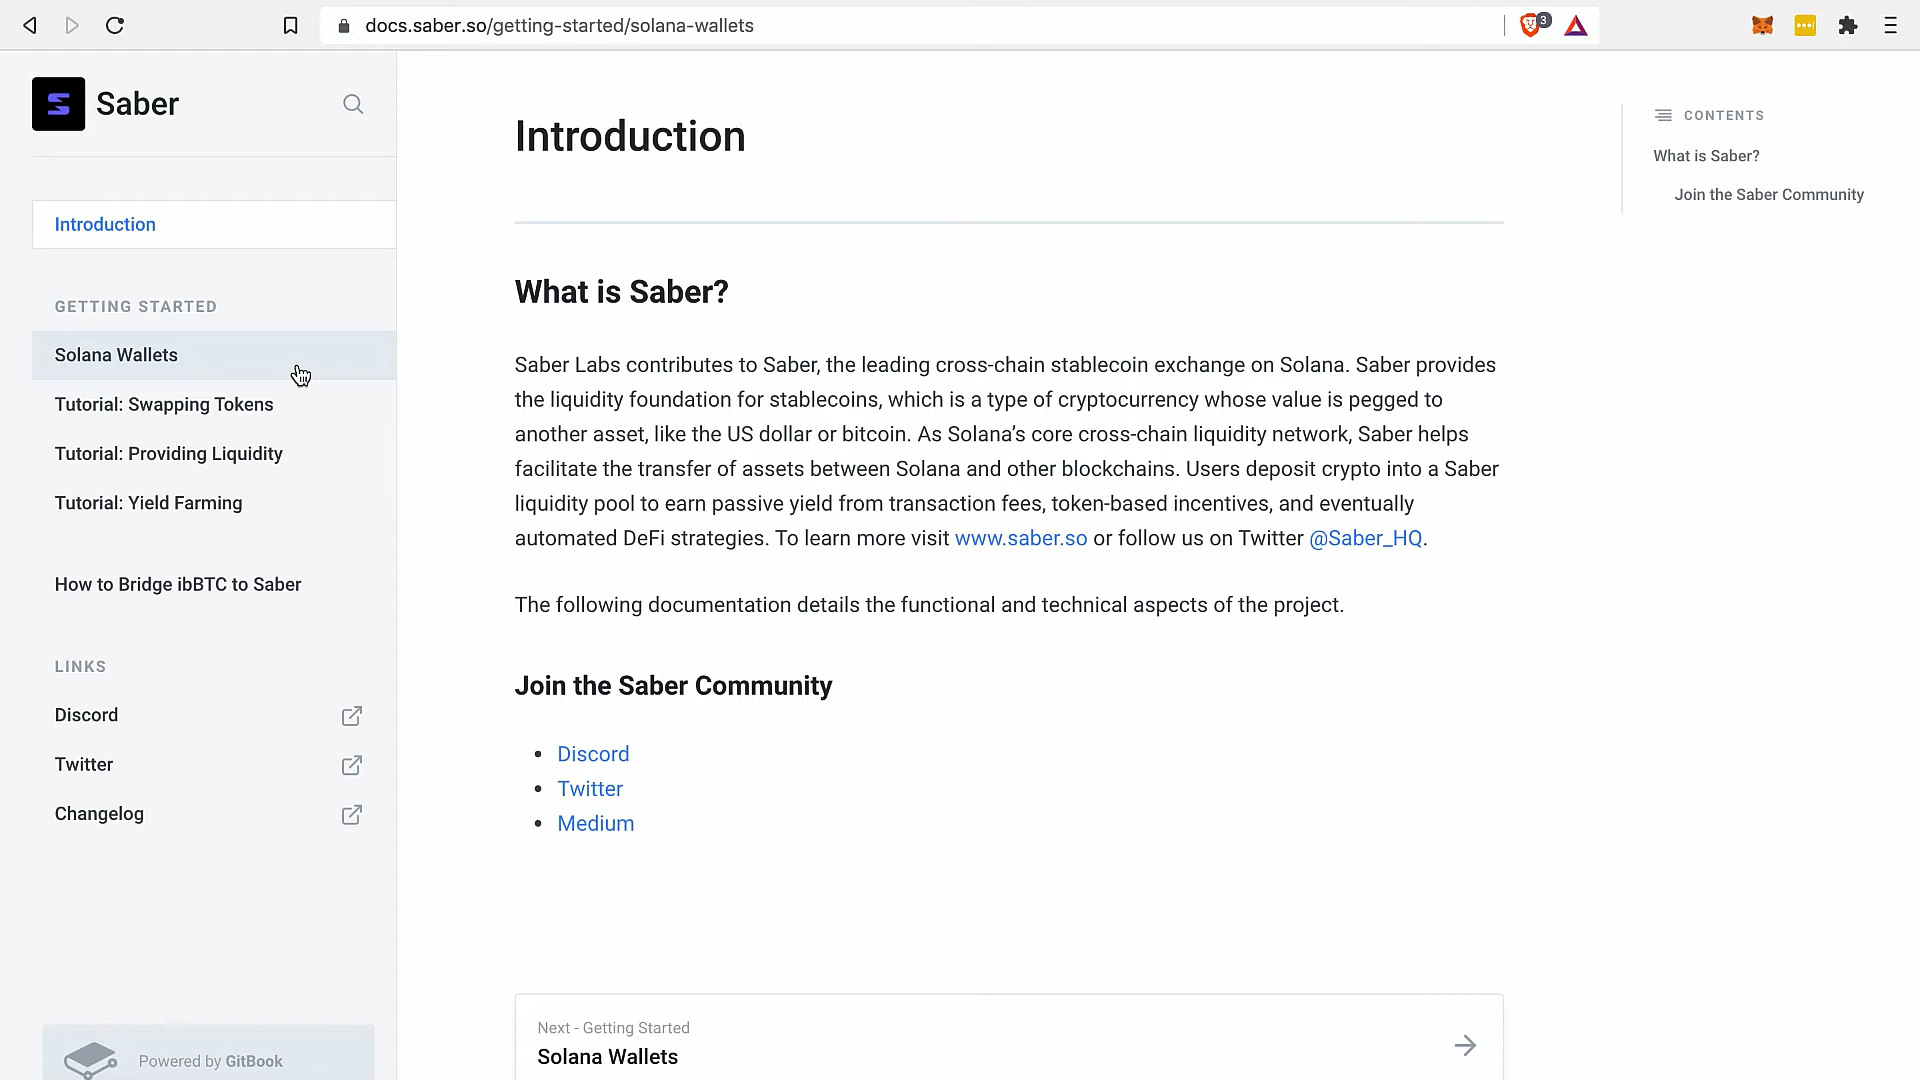 docs.saber.so/getting-started/solana-wallets
3
Saber
Introduction
GETTING STARTED
Solana Wallets
Tutorial: Swapping Tokens
Tutorial: Providing Liquidity
Tutorial: Yield Farming
How to Bridge ibBTC to Saber
LINKS
Discord
Twitter
Changelog
Powered by GitBook
Introduction
What is Saber?
Saber Labs contributes to Saber, the leading cross-chain stablecoin exchange on Solana. Saber provides
the liquidity foundation for stablecoins, which is a type of cryptocurrency whose value is pegged to
another asset, like the US dollar or bitcoin. As Solana’s core cross-chain liquidity network, Saber helps
facilitate the transfer of assets between Solana and other blockchains. Users deposit crypto into a Saber
liquidity pool to earn passive yield from transaction fees, token-based incentives, and eventually
automated DeFi strategies. To learn more visit www.saber.so or follow us on Twitter @Saber_HQ.
The following documentation details the functional and technical aspects of the project.
Join the Saber Community
• Discord
• Twitter
• Medium
Next - Getting Started
Solana Wallets
CONTENTS
What is Saber?
Join the Saber Community